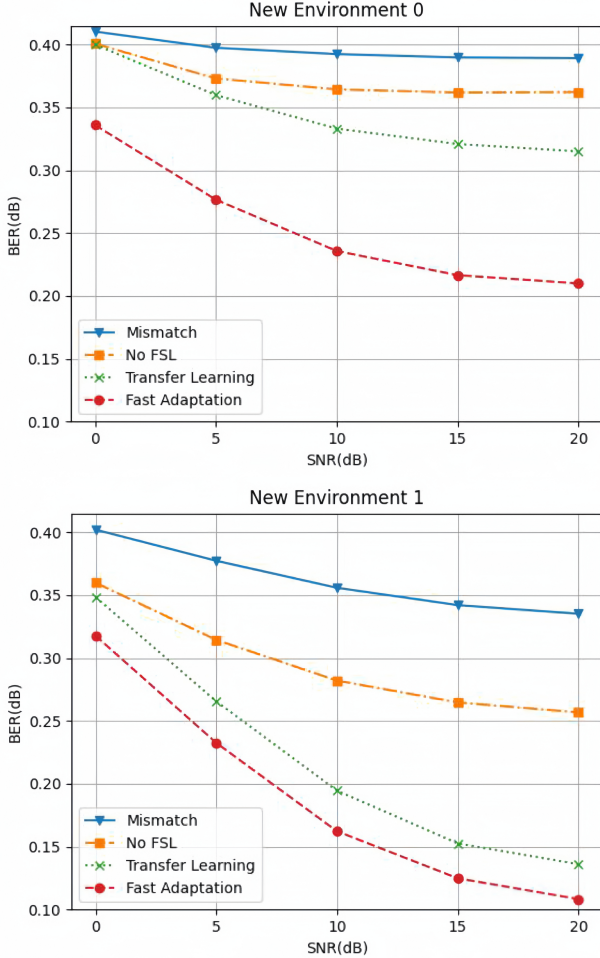 New Environment 0
0.40
0.35
0.30
0.25
0.20
0.15
0.10
BER(dB)
Mismatch
No FSL
Transfer Learning
Fast Adaptation
0 5 10 15 20
SNR(dB)
New Environment 1
0.40
0.35
0.30
0.25
0.20
0.15
0.10
BER(dB)
Mismatch
No FSL
Transfer Learning
Fast Adaptation
0 5 10 15 20
SNR(dB)